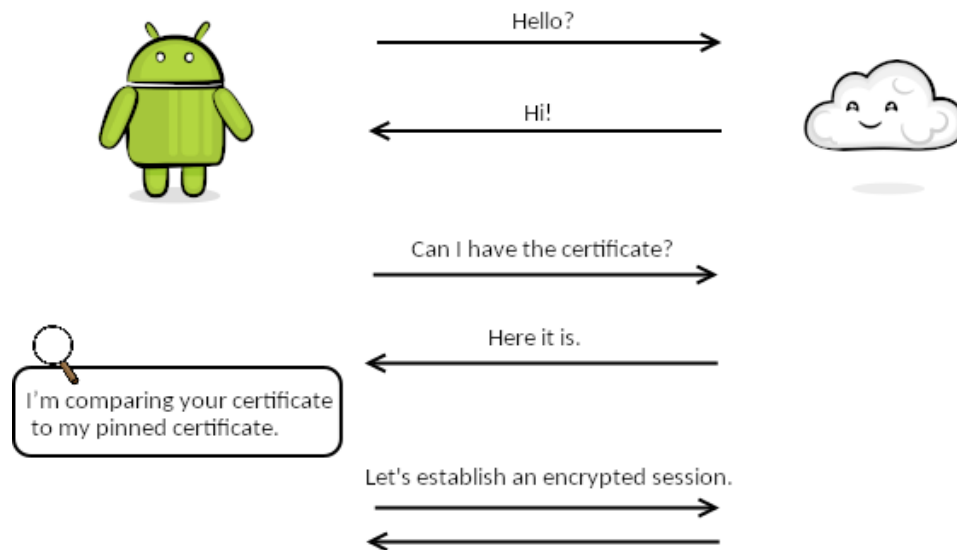 Hello?
Hi!
Can I have the certificate?
Here it is.
I'm comparing your certificate
to my pinned certificate.
Let's establish an encrypted session.